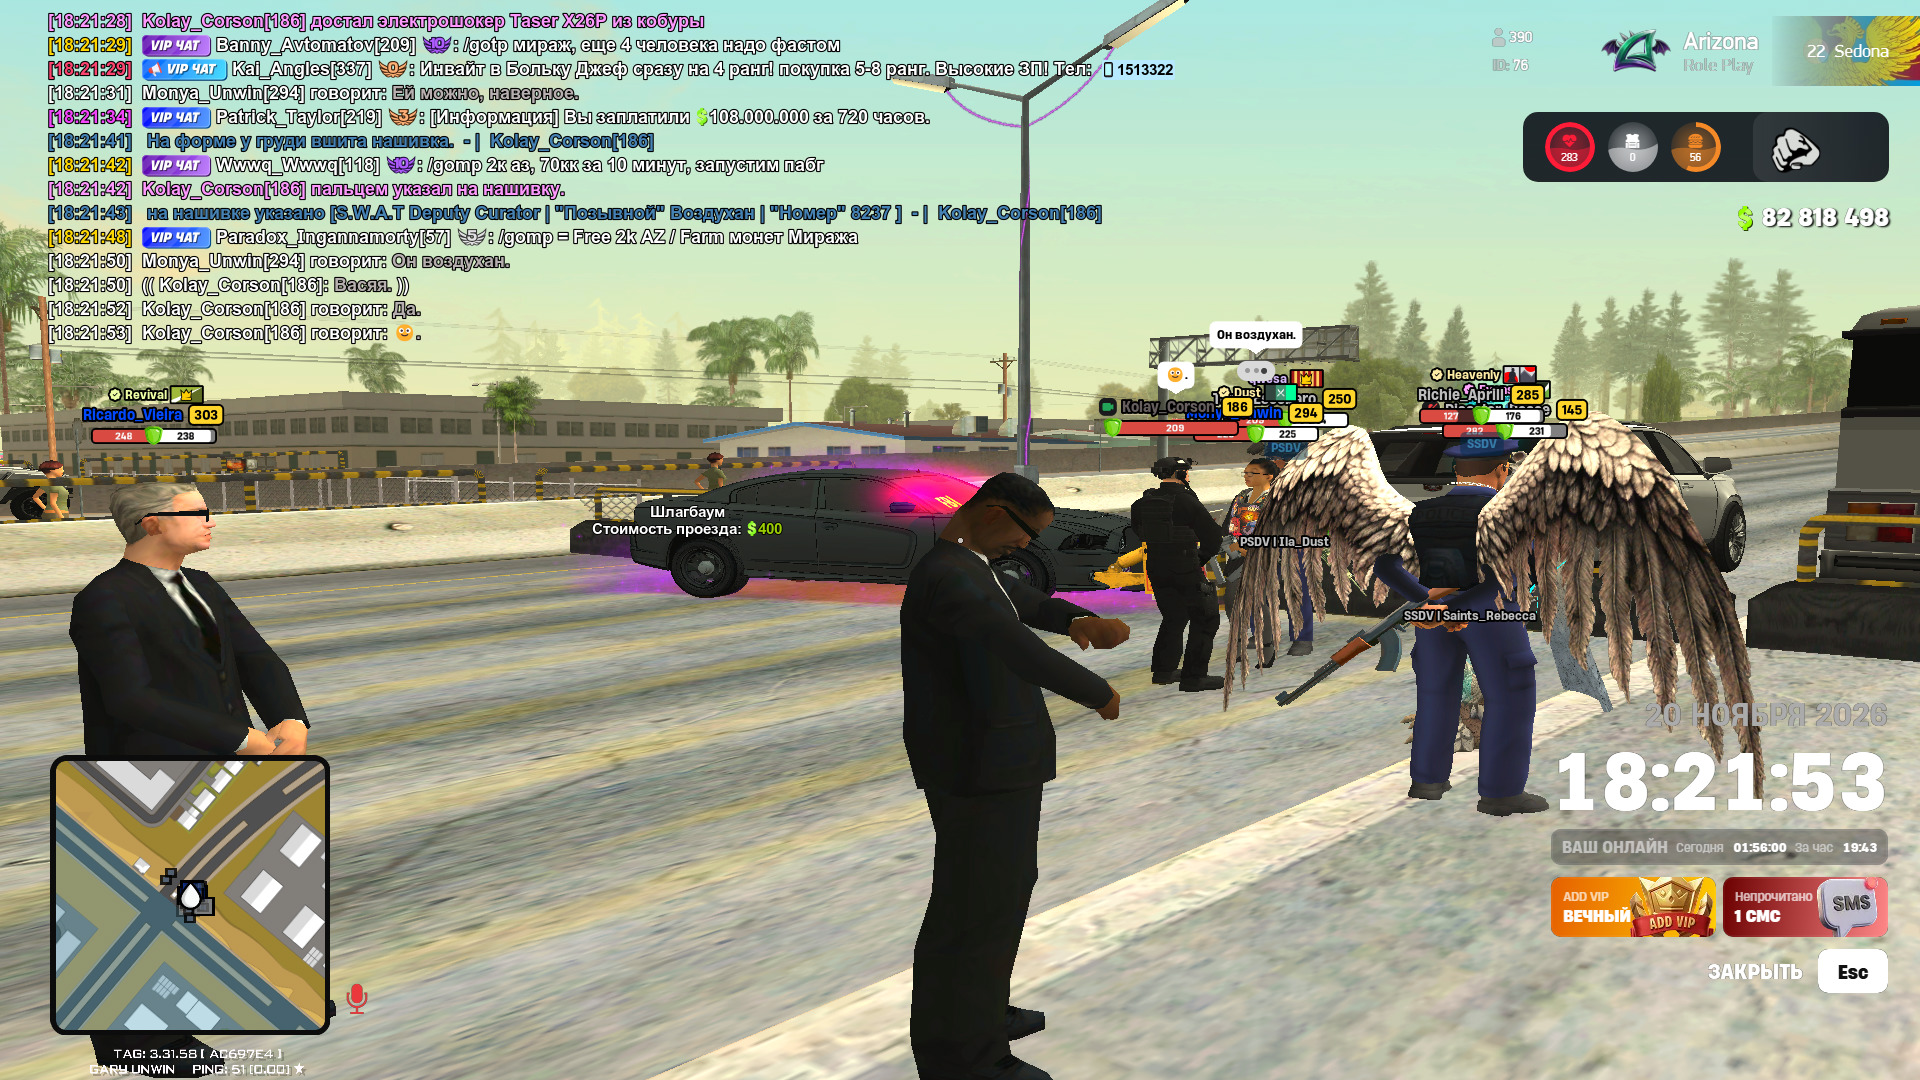 [18:21:28] Kolay_Corson[186] достал электрошокер Taser X26P из кобуры
[18:21:29] VIP ЧАТ Banny_Avtomatov[209] 10: /gotp мираж, еще 4 человека надо фастом
[18:21:29] VIP ЧАТ Kai_Angles[337] 0: Инвайт в Больку Джеф сразу на 4 ранг! покупка 5-8 ранг. Высокие ЗП! Тел: 1513322
[18:21:31] Monya_Unwin[294] говорит: Ей можно, наверное.
[18:21:34] VIP ЧАТ Patrick_Taylor[219] 3: [Информация] Вы заплатили $108.000.000 за 720 часов.
[18:21:41] На форме у груди вшита нашивка. - | Kolay_Corson[186]
[18:21:42] VIP ЧАТ Wwwq_Wwwq[118] 10: /gomp 2к аз, 70кк за 10 минут, запустим пабг
[18:21:42] Kolay_Corson[186] пальцем указал на нашивку.
[18:21:43] на нашивке указано [S.W.A.T Deputy Curator | "Позывной" Воздухан | "Номер" 8237 ] - | Kolay_Corson[186]
[18:21:48] VIP ЧАТ Paradox_Ingannamorty[57] 5: /gomp = Free 2k AZ / Farm монет Миража
[18:21:50] Monya_Unwin[294] говорит: Он воздухан.
[18:21:50] (( Kolay_Corson[186]: Васяя. ))
[18:21:52] Kolay_Corson[186] говорит: Да.
[18:21:53] Kolay_Corson[186] говорит: 🙂.
390
ID: 76
Arizona
Role Play
22 Sedona
283
0
56
$ 82 818 498
Он воздухан.
Revival
Ricardo_Vieira 303
248 238
Dust
Kolay_Corson 186
209
294
250
225
PSDV
Heavenly
Richie_Aprill 285
127 176
145
282 231
SSDV
Шлагбаум
Стоимость проезда: $400
PSDV | Ila_Dust
SSDV | Saints_Rebecca
20 НОЯБРЯ 2026
18:21:53
ВАШ ОНЛАЙН Сегодня 01:56:00 За час 19:43
ADD VIP
ВЕЧНЫЙ
ADD VIP
Непрочитано
1 СМС
SMS
ЗАКРЫТЬ Esc
TAG: 3.31.58 [ AC697E4 ]
GARY UNWIN PING: 51 [0.00] ★